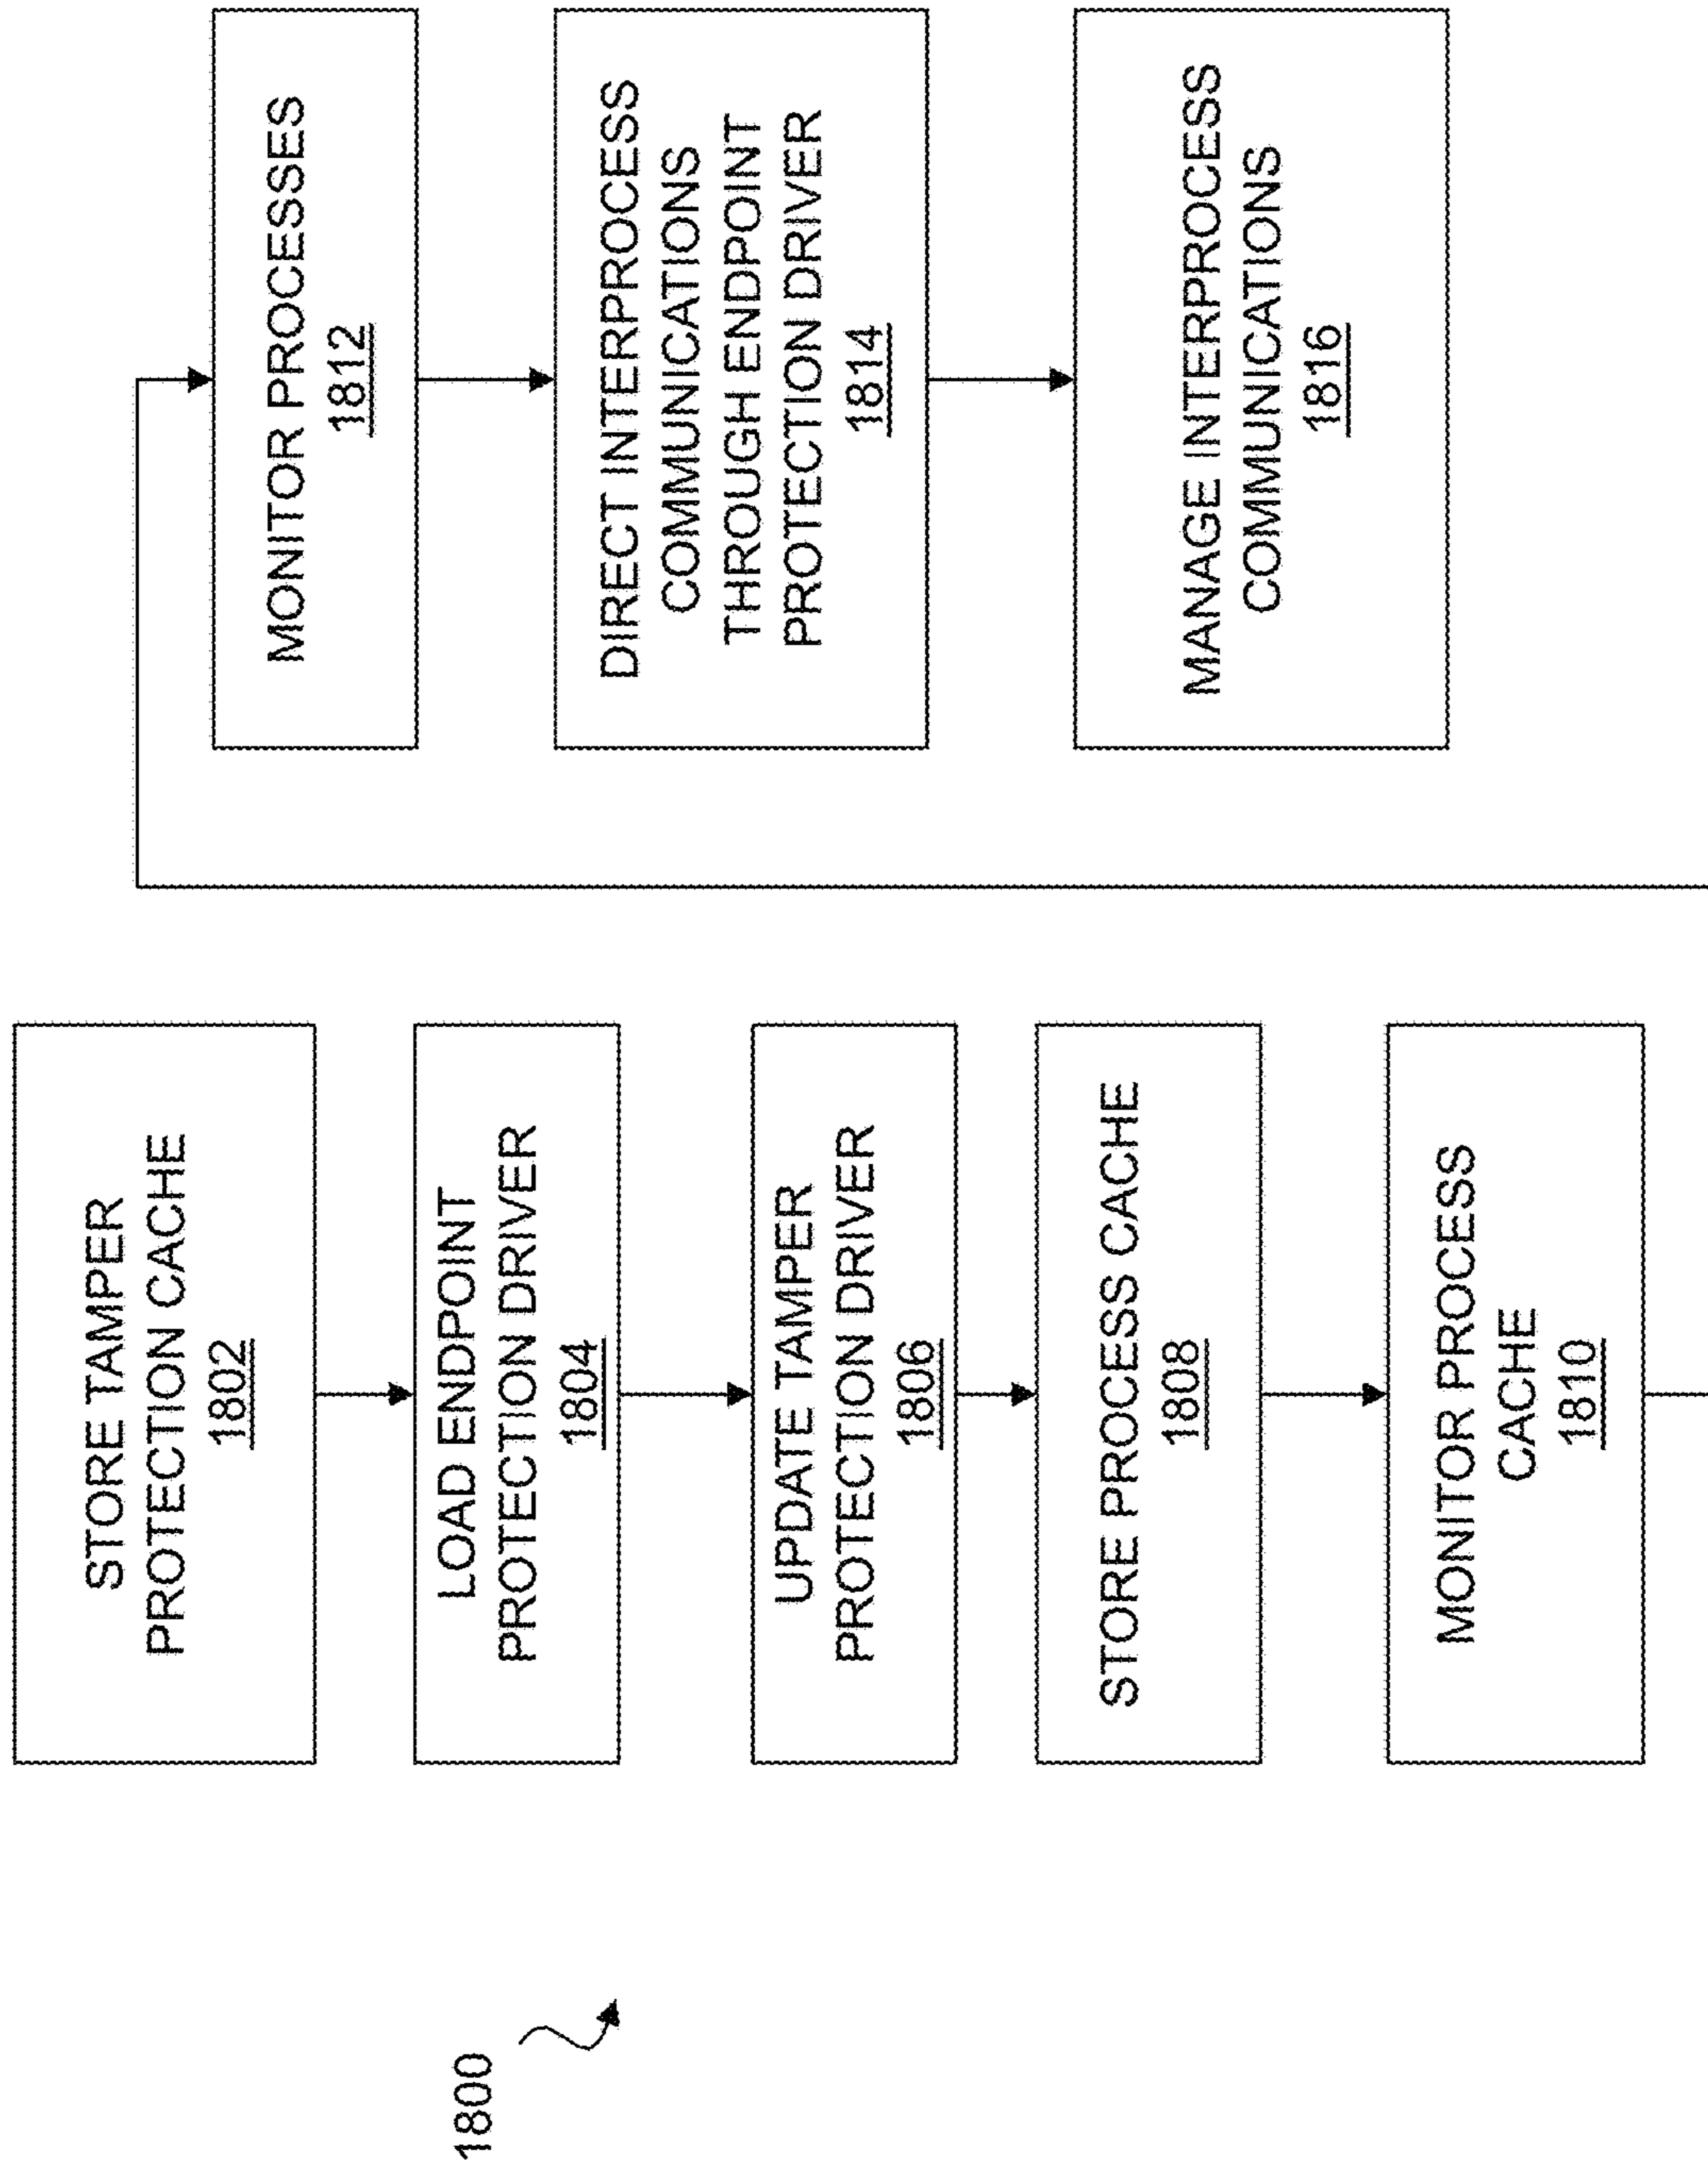 1800
STORE TAMPER
PROTECTION CACHE
1802
LOAD ENDPOINT
PROTECTION DRIVER
1804
UPDATE TAMPER
PROTECTION DRIVER
1806
STORE PROCESS CACHE
1808
MONITOR PROCESS
CACHE
1810
MONITOR PROCESSES
1812
DIRECT INTERPROCESS
COMMUNICATIONS
THROUGH ENDPOINT
PROTECTION DRIVER
1814
MANAGE INTERPROCESS
COMMUNICATIONS
1816